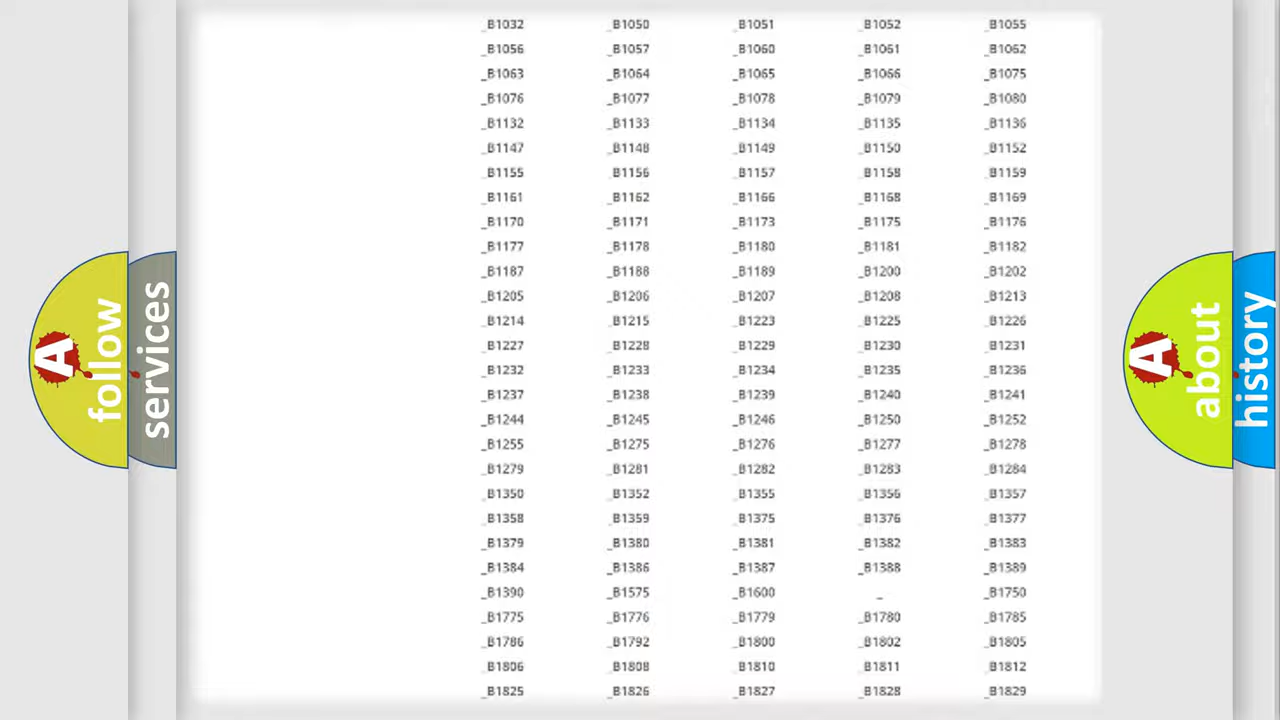 _B1032 _B1050 _B1051 _B1052 _B1055
_B1056 _B1057 _B1060 _B1061 _B1062
_B1063 _B1064 _B1065 _B1066 _B1075
_B1076 _B1077 _B1078 _B1079 _B1080
_B1132 _B1133 _B1134 _B1135 _B1136
_B1147 _B1148 _B1149 _B1150 _B1152
_B1155 _B1156 _B1157 _B1158 _B1159
_B1161 _B1162 _B1166 _B1168 _B1169
_B1170 _B1171 _B1173 _B1175 _B1176
_B1177 _B1178 _B1180 _B1181 _B1182
_B1187 _B1188 _B1189 _B1200 _B1202
_B1205 _B1206 _B1207 _B1208 _B1213
_B1214 _B1215 _B1223 _B1225 _B1226
_B1227 _B1228 _B1229 _B1230 _B1231
_B1232 _B1233 _B1234 _B1235 _B1236
_B1237 _B1238 _B1239 _B1240 _B1241
_B1244 _B1245 _B1246 _B1250 _B1252
_B1255 _B1275 _B1276 _B1277 _B1278
_B1279 _B1281 _B1282 _B1283 _B1284
_B1350 _B1352 _B1355 _B1356 _B1357
_B1358 _B1359 _B1375 _B1376 _B1377
_B1379 _B1380 _B1381 _B1382 _B1383
_B1384 _B1386 _B1387 _B1388 _B1389
_B1390 _B1575 _B1600 _ _B1750
_B1775 _B1776 _B1779 _B1780 _B1785
_B1786 _B1792 _B1800 _B1802 _B1805
_B1806 _B1808 _B1810 _B1811 _B1812
_B1825 _B1826 _B1827 _B1828 _B1829
A
follow
services
A
about
history